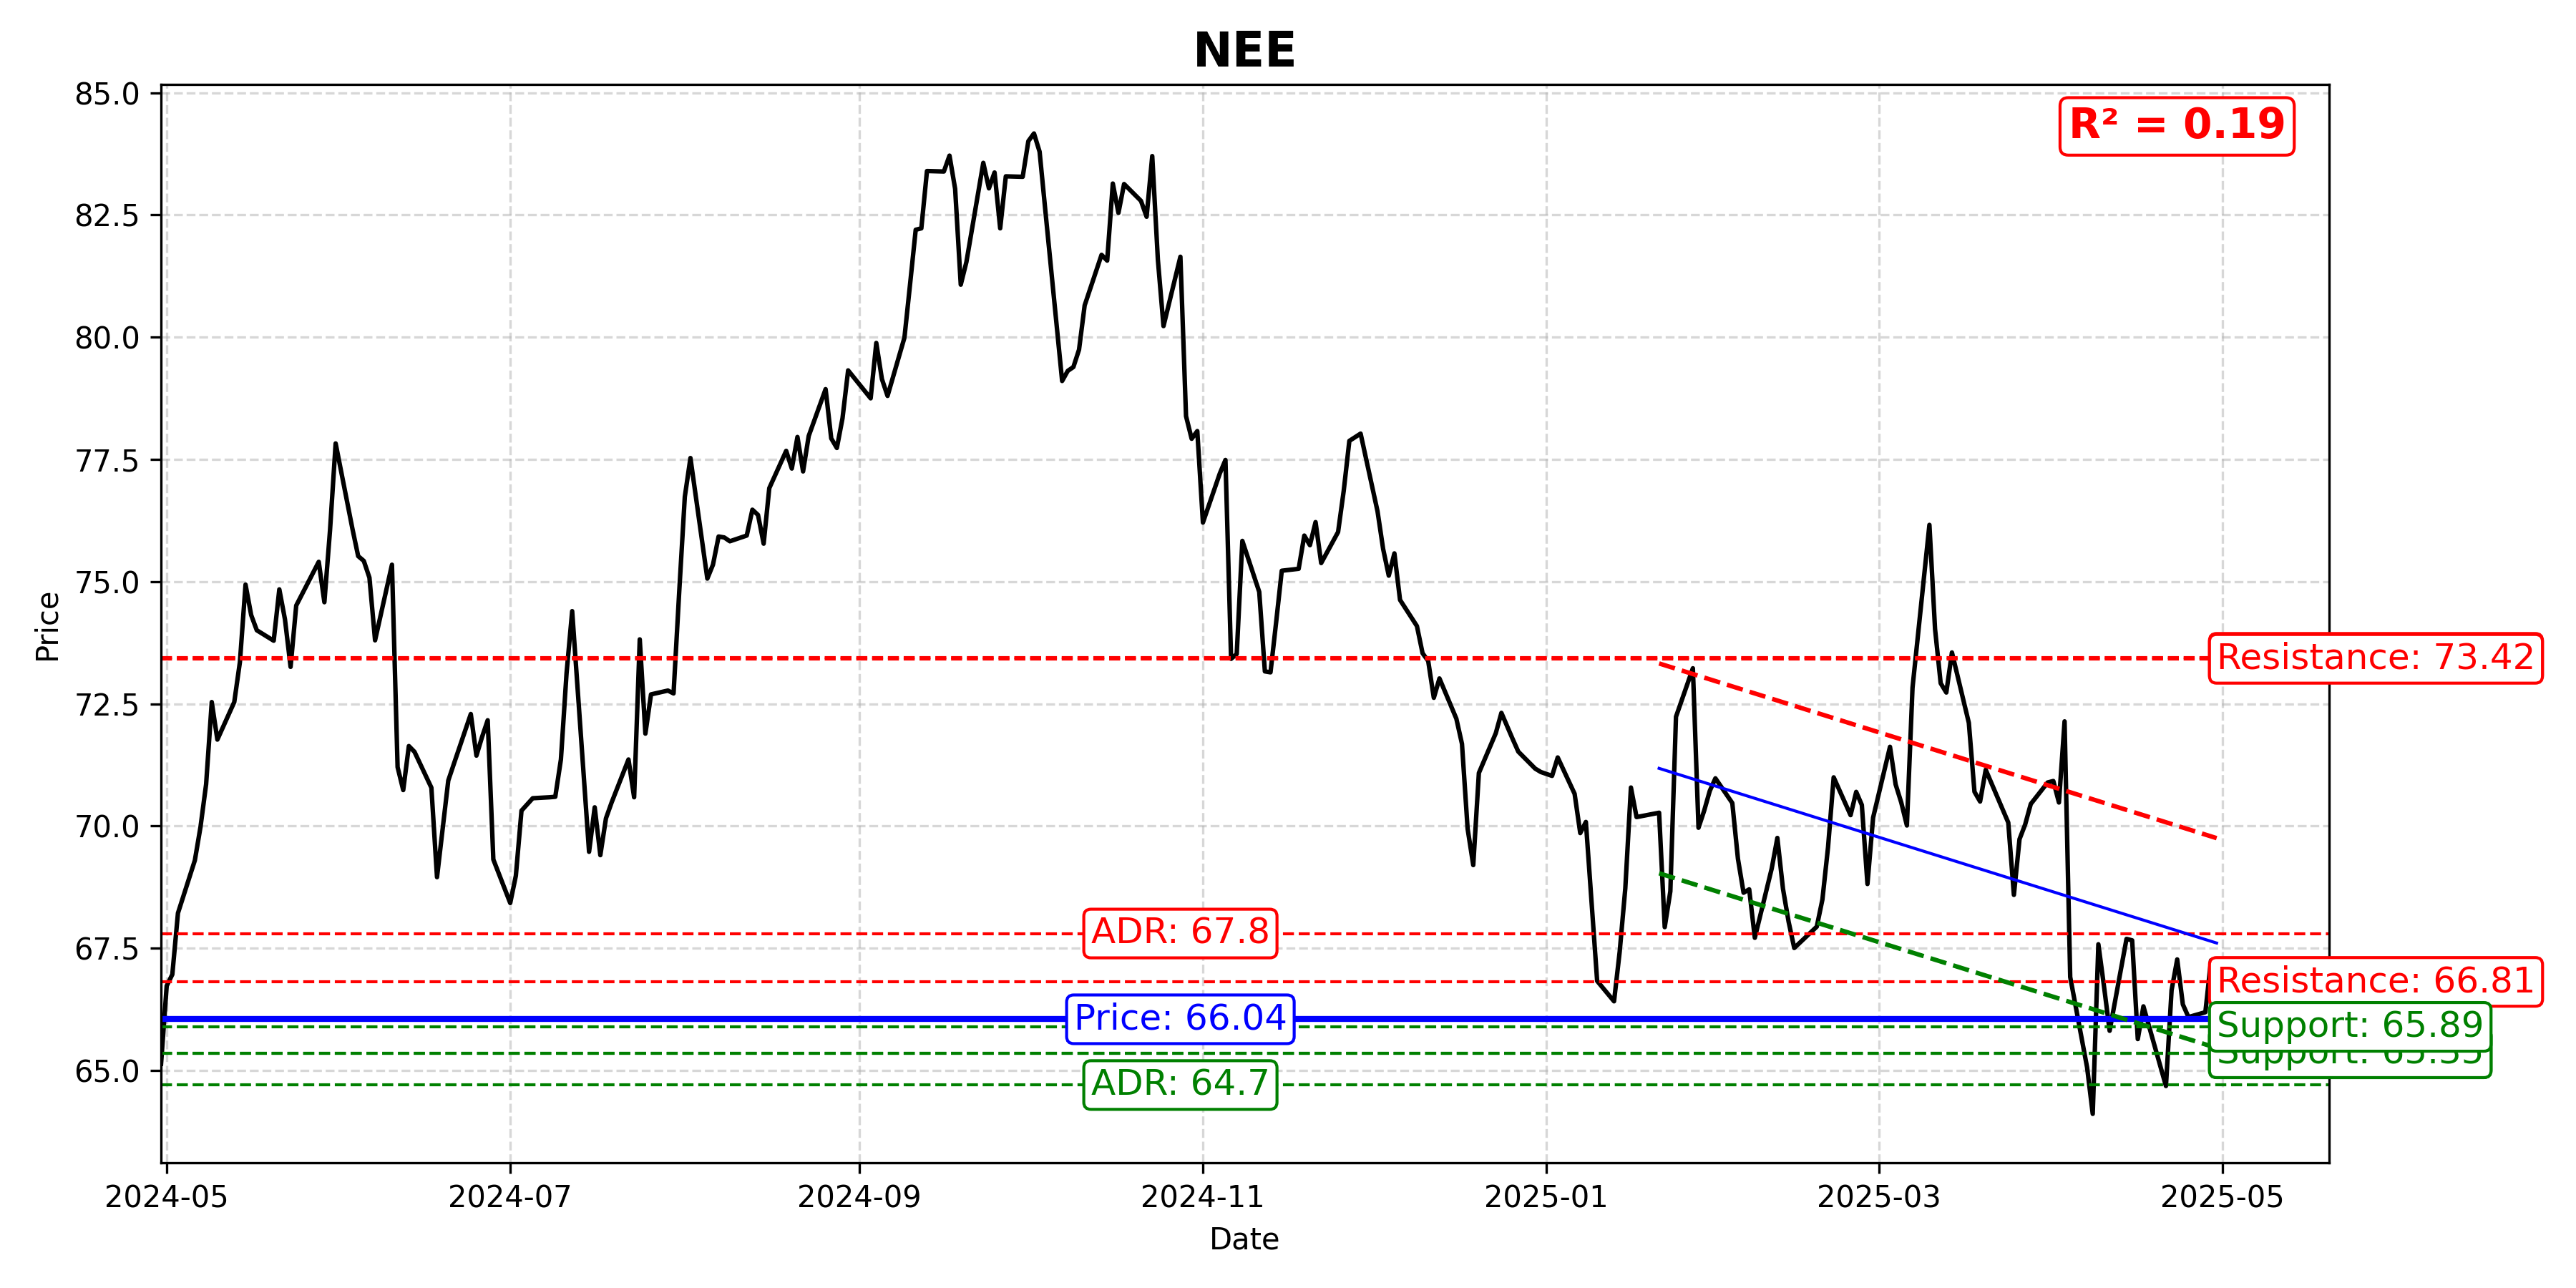 NEE
R² = 0.19
85.0
82.5
80.0
77.5
75.0
72.5
70.0
67.5
65.0
Price
Resistance: 73.42
ADR: 67.8
Resistance: 66.81
Price: 66.04
Support: 65.89
Support:
ADR: 64.7
2024-05
2024-07
2024-09
2024-11
2025-01
2025-03
2025-05
Date